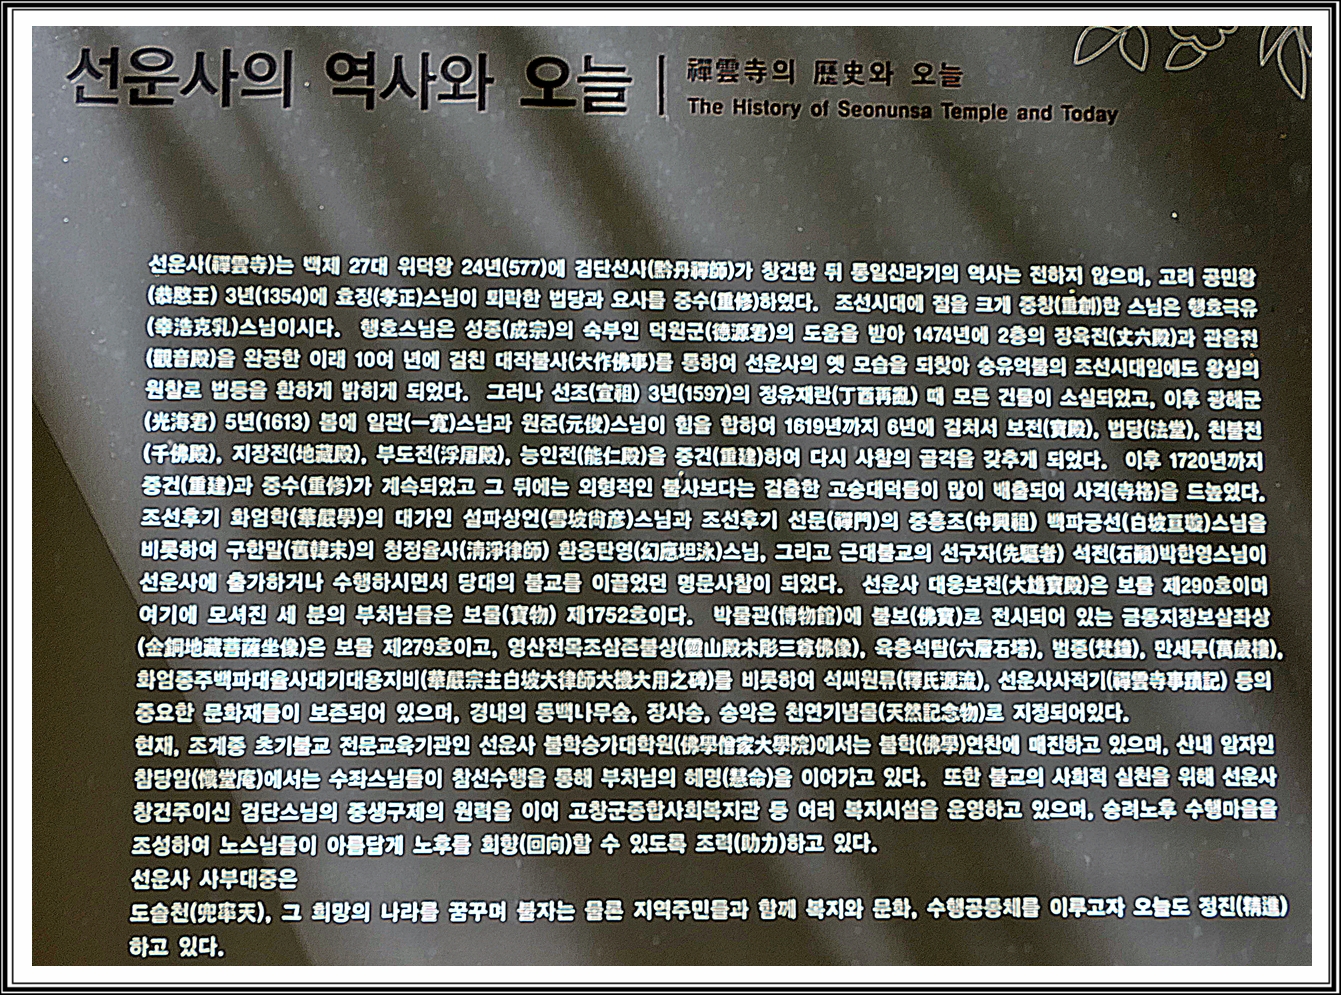 선운사의 역사와 오늘
禪雲寺의 歷史와 오늘
The History of Seonunsa Temple and Today
선운사(禪雲寺)는 백제 27대 위덕왕 24년(577)에 검단선사(黔丹禪師)가 창건한 뒤 통일신라기의 역사는 전하지 않으며, 고려 공민왕
(恭愍王) 3년(1354)에 효정(孝正)스님이 퇴락한 법당과 요사를 중수(重修)하였다. 조선시대에 절을 크게 중창(重創)한 스님은 행호극유
(幸浩克乳)스님이시다. 행호스님은 성종(成宗)의 숙부인 덕원군(德源君)의 도움을 받아 1474년에 2층의 장육전(丈六殿)과 관음전
(觀音殿)을 완공한 이래 10여 년에 걸친 대작불사(大作佛事)를 통하여 선운사의 옛 모습을 되찾아 숭유억불의 조선시대임에도 왕실의
원찰로 법등을 환하게 밝히게 되었다. 그러나 선조(宣祖) 3년(1597)의 정유재란(丁酉再亂) 때 모든 건물이 소실되었고, 이후 광해군
(光海君) 5년(1613) 봄에 일관(一寬)스님과 원준(元俊)스님이 힘을 합하여 1619년까지 6년에 걸쳐서 보전(寶殿), 법당(法堂), 천불전
(千佛殿), 지장전(地藏殿), 부도전(浮屠殿), 능인전(能仁殿)을 중건(重建)하여 다시 사찰의 골격을 갖추게 되었다. 이후 1720년까지
중건(重建)과 중수(重修)가 계속되었고 그 뒤에는 외형적인 불사보다는 걸출한 고승대덕들이 많이 배출되어 사격(寺格)을 드높였다.
조선후기 화엄학(華嚴學)의 대가인 설파상언(雪坡尙彦)스님과 조선후기 선문(禪門)의 중흥조(中興祖) 백파긍선(白坡亘璇)스님을
비롯하여 구한말(舊韓末)의 청정율사(清淨律師) 환응탄영(幻應坦泳)스님, 그리고 근대불교의 선구자(先驅者) 석전(石顚)박한영스님이
선운사에 출가하거나 수행하시면서 당대의 불교를 이끌었던 명문사찰이 되었다. 선운사 대웅보전(大雄寶殿)은 보물 제290호이며
여기에 모셔진 세 분의 부처님들은 보물(寶物) 제1752호이다. 박물관(博物館)에 불보(佛寶)로 전시되어 있는 금동지장보살좌상
(金銅地藏菩薩坐像)은 보물 제279호이고, 영산전목조삼존불상(靈山殿木彫三尊佛像), 육층석탑(六層石塔), 범종(梵鐘), 만세루(萬歲樓),
화엄종주백파대율사대기대용지비(華嚴宗主白坡大律師大機大用之碑)를 비롯하여 석씨원류(釋氏源流), 선운사사적기(禪雲寺事蹟記) 등의
중요한 문화재들이 보존되어 있으며, 경내의 동백나무숲, 장사송, 송악은 천연기념물(天然記念物)로 지정되어있다.
현재, 조계종 초기불교 전문교육기관인 선운사 불학승가대학원(佛學僧家大學院)에서는 불학(佛學)연찬에 매진하고 있으며, 산내 암자인
참당암(懺堂庵)에서는 수좌스님들이 참선수행을 통해 부처님의 혜명(慧命)을 이어가고 있다. 또한 불교의 사회적 실천을 위해 선운사
창건주이신 검단스님의 중생구제의 원력을 이어 고창군종합사회복지관 등 여러 복지시설을 운영하고 있으며, 승려노후 수행마을을
조성하여 노스님들이 아름답게 노후를 회향(回向)할 수 있도록 조력(助力)하고 있다.
선운사 사부대중은
도솔천(兜率天), 그 희망의 나라를 꿈꾸며 불자는 물론 지역주민들과 함께 복지와 문화, 수행공동체를 이루고자 오늘도 정진(精進)
하고 있다.